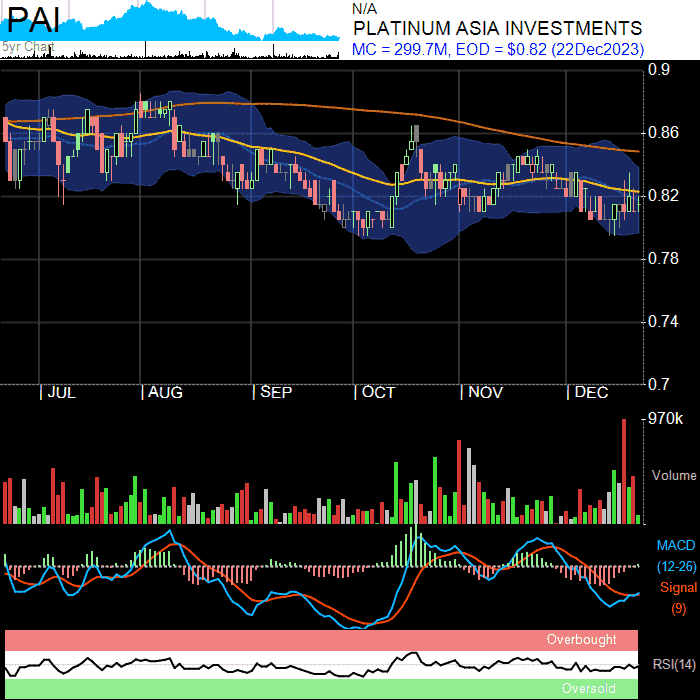 PAI
5yr Chart
N/A
PLATINUM ASIA INVESTMENTS
MC = 299.7M, EOD = $0.82 (22Dec2023)
0.9
0.86
0.82
0.78
0.74
0.7
JUL AUG SEP OCT NOV DEC
970k
Volume
MACD
(12-26)
Signal
(9)
Overbought
RSI(14)
Oversold